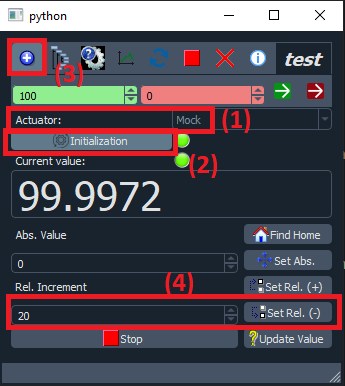 python
test
(3)
100
0
Actuator:
Mock
(1)
Initialization
(2)
Current value:
99.9972
Abs. Value
Find Home
0
Set Abs.
Rel. Increment
(4)
Set Rel. (+)
20
Set Rel. (-)
Stop
Update Value